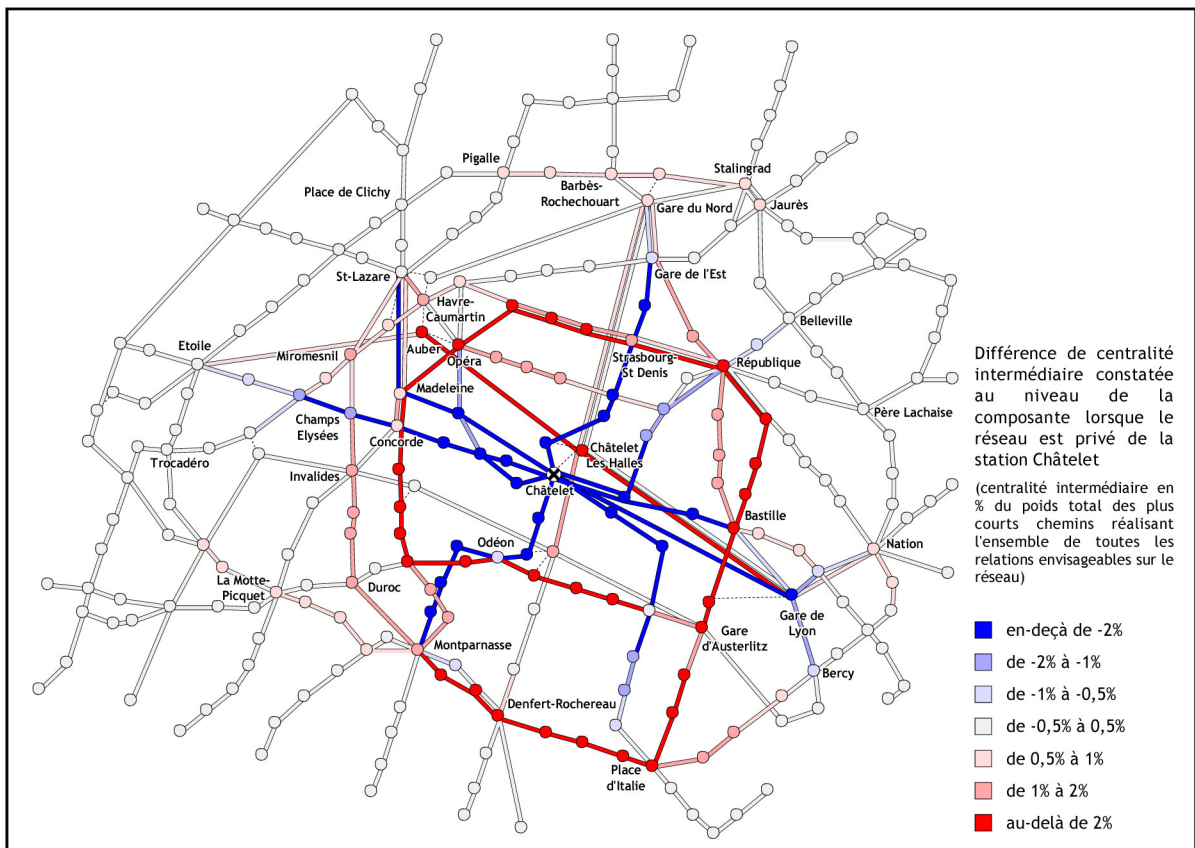 Pigalle
Stalingrad
Barbès-
Rochechouart
Place de Clichy
Gare du Nord
Jaurès
St-Lazare
Gare de l'Est
Havre-
Caumartin
Belleville
Etoile
Miromesnil
Auber
Opéra
Strasbourg-
St Denis
République
Madeleine
Champs
Elysées
Concorde
Père Lachaise
Trocadéro
Châtelet
Les Halles
Invalides
Châtelet
Bastille
Odéon
Nation
La Motte-
Picquet
Duroc
Gare de
Lyon
Gare
d'Austerlitz
Montparnasse
Bercy
Denfert-Rochereau
Place
d'Italie
Différence de centralité
intermédiaire constatée
au niveau de la
composante lorsque le
réseau est privé de la
station Châtelet
(centralité intermédiaire en
% du poids total des plus
courts chemins réalisant
l'ensemble de toutes les
relations envisageables sur le
réseau)
en-deçà de -2%
de -2% à -1%
de -1% à -0,5%
de -0,5% à 0,5%
de 0,5% à 1%
de 1% à 2%
au-delà de 2%